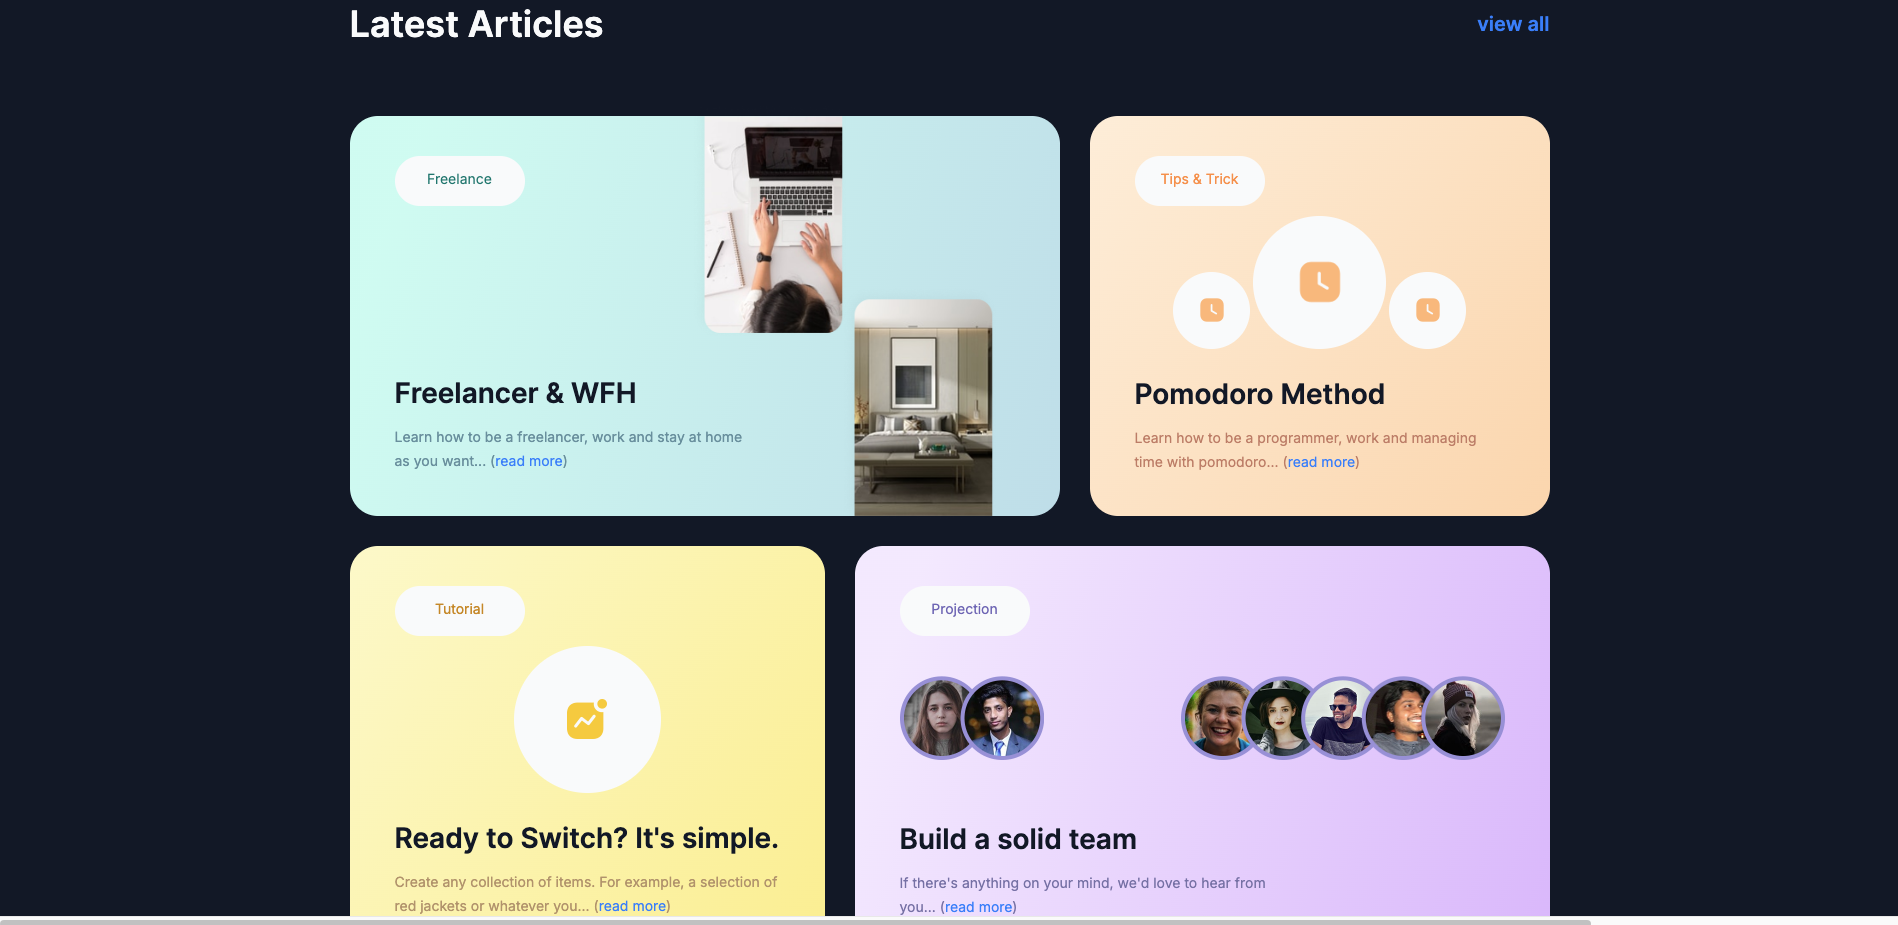 Latest Articles
view all
Freelance
Freelancer & WFH
Learn how to be a freelancer, work and stay at home
as you want... (read more)
Tips & Trick
Pomodoro Method
Learn how to be a programmer, work and managing
time with pomodoro... (read more)
Tutorial
Ready to Switch? It's simple.
Create any collection of items. For example, a selection of
red jackets or whatever you... (read more)
Projection
Build a solid team
If there's anything on your mind, we'd love to hear from
you... (read more)